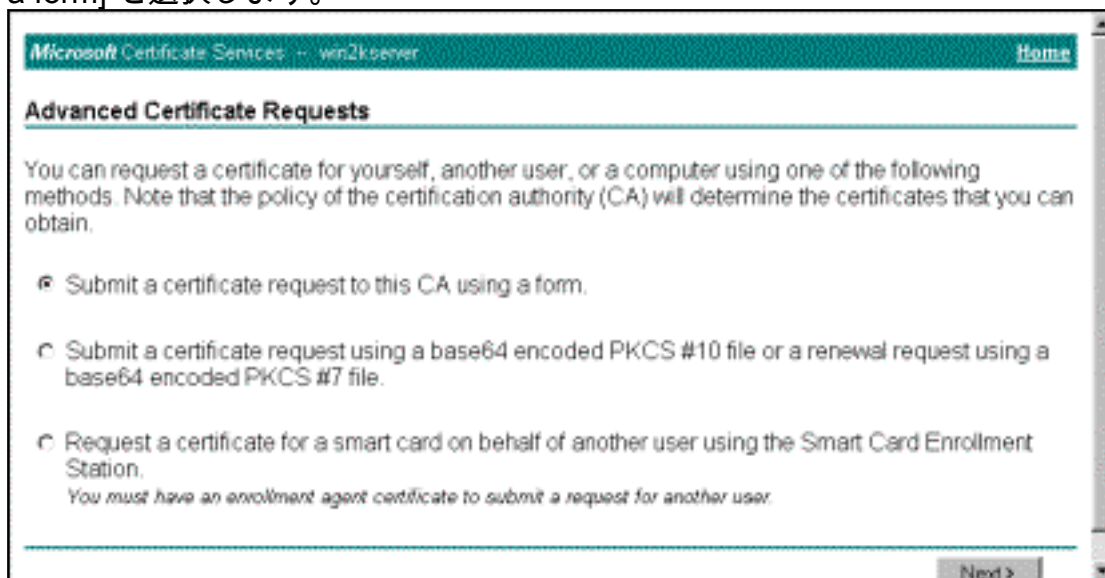 a form] を選択します。
Microsoft Certificate Services -- win2kserver Home
Advanced Certificate Requests
You can request a certificate for yourself, another user, or a computer using one of the following
methods. Note that the policy of the certification authority (CA) will determine the certificates that you can
obtain.
Submit a certificate request to this CA using a form.
Submit a certificate request using a base64 encoded PKCS #10 file or a renewal request using a
base64 encoded PKCS #7 file.
Request a certificate for a smart card on behalf of another user using the Smart Card Enrollment
Station.
You must have an enrollment agent certificate to submit a request for another user.
Next >